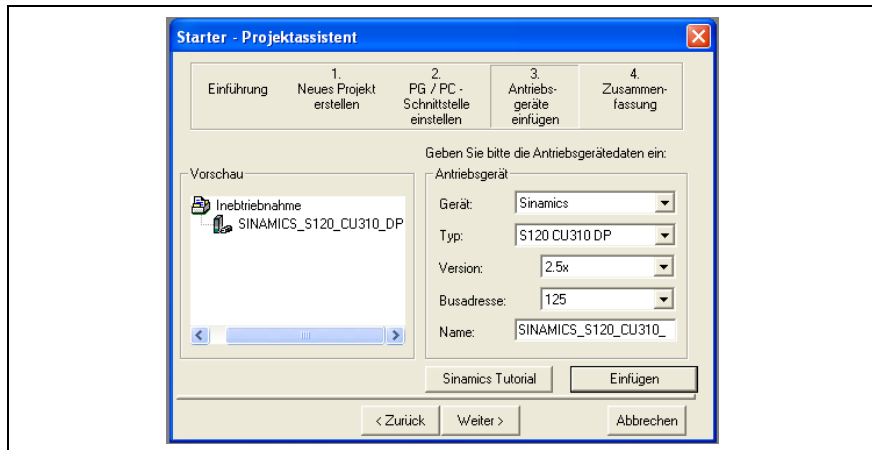 Starter - Projektassistent
Einführung
1.
Neues Projekt
erstellen
2.
PG / PC -
Schnittstelle
einstellen
3.
Antriebs-
geräte
einfügen
4.
Zusammen-
fassung
Geben Sie bitte die Antriebsgerätedaten ein:
Vorschau
Inebtriebnahme
SINAMICS_S120_CU310_DP
Antriebsgerät
Gerät: Sinamics
Typ: S120 CU310 DP
Version: 2.5x
Busadresse: 125
Name: SINAMICS_S120_CU310_
Sinamics Tutorial
Einfügen
< Zurück
Weiter >
Abbrechen